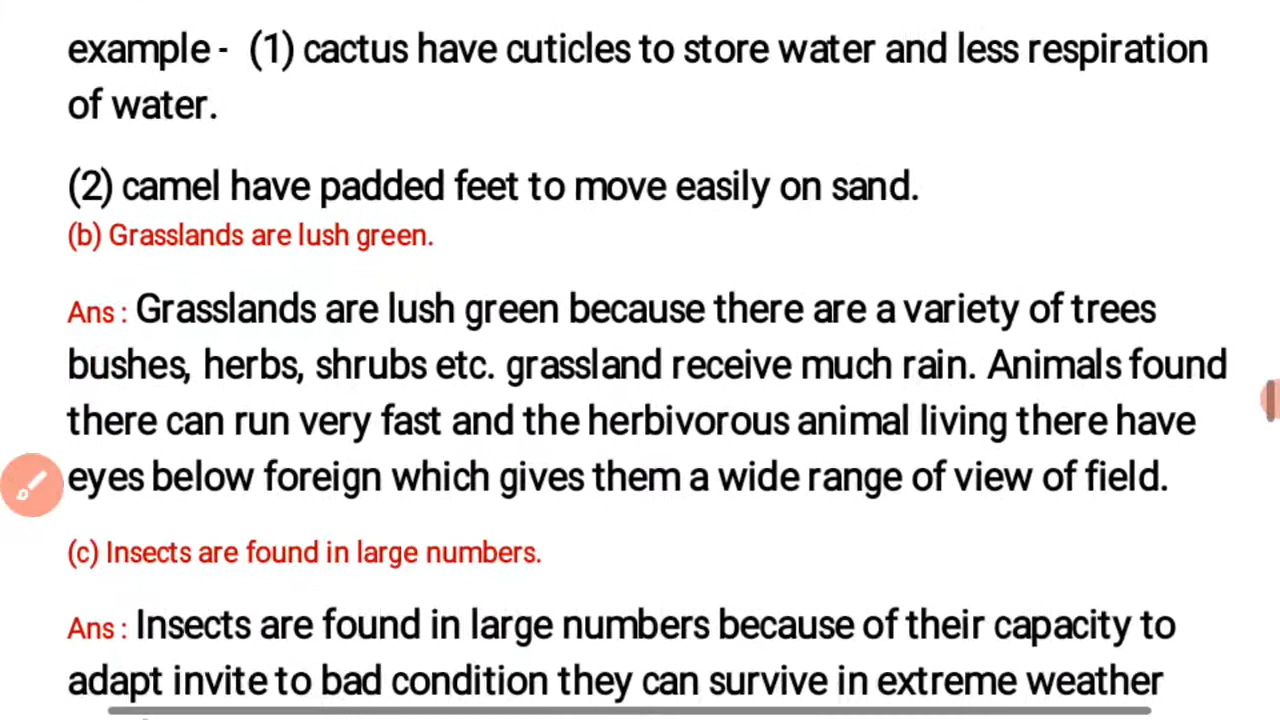 example -  (1) cactus have cuticles to store water and less respiration
of water.
(2) camel have padded feet to move easily on sand.
(b) Grasslands are lush green.
Ans : Grasslands are lush green because there are a variety of trees
bushes, herbs, shrubs etc. grassland receive much rain. Animals found
there can run very fast and the herbivorous animal living there have
eyes below foreign which gives them a wide range of view of field.
(c) Insects are found in large numbers.
Ans : Insects are found in large numbers because of their capacity to
adapt invite to bad condition they can survive in extreme weather